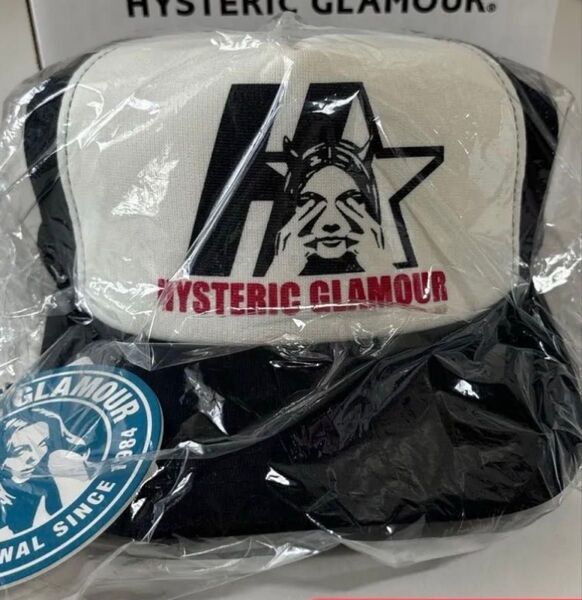 HYSTERIC GLAMOUR®
H
HYSTERIC GLAMOUR
GLAMOUR
SINCE 1984